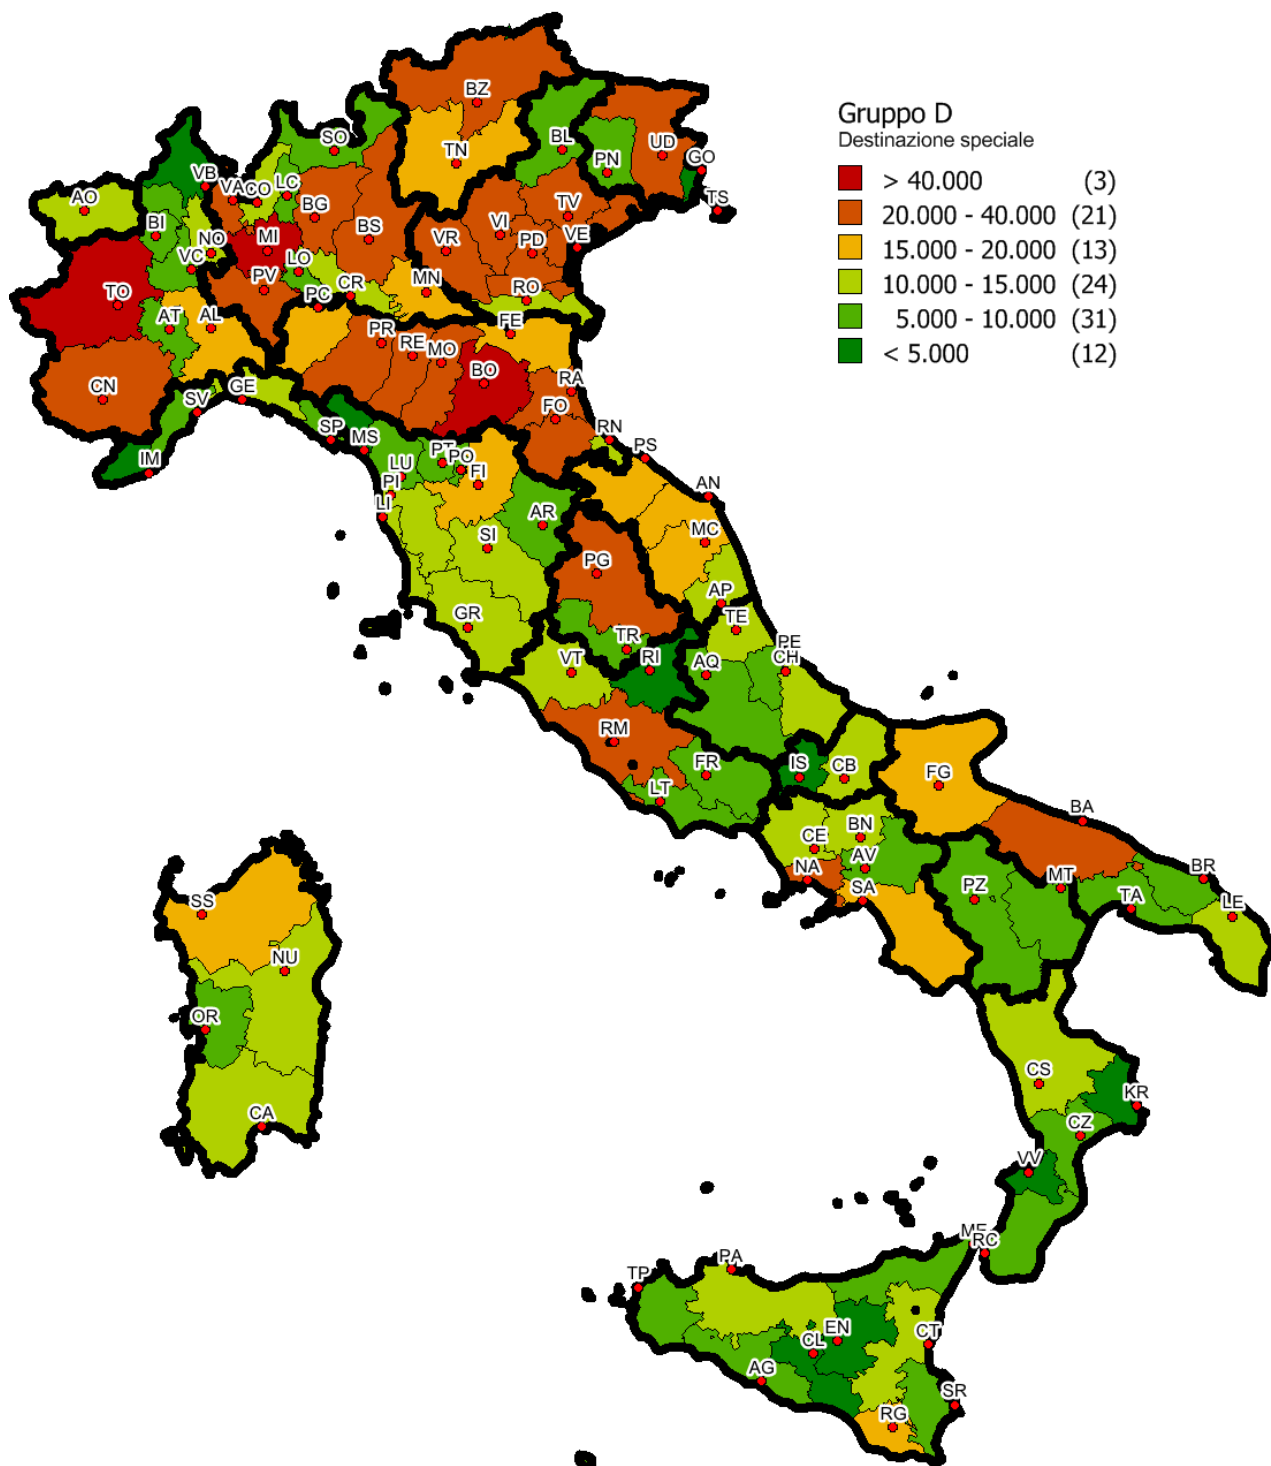 Gruppo D
Destinazione speciale
> 40.000 (3)
20.000 - 40.000 (21)
15.000 - 20.000 (13)
10.000 - 15.000 (24)
5.000 - 10.000 (31)
< 5.000 (12)
BZ
SO
TN
BL
PN
UD
GO
VB
VA
CO
LC
BG
TV
TS
AO
BI
NO
MI
BS
VR
VI
PD
VE
VC
LO
PV
CR
MN
RO
TO
PC
AT
AL
PR
RE
MO
FE
BO
CN
SV
GE
RA
FO
RN
SP
MS
PS
IM
LU
PT
PO
FI
PI
LI
AR
AN
SI
MC
PG
AP
GR
TE
TR
PE
VT
RI
AQ
CH
RM
FR
IS
CB
FG
LT
BA
CE
BN
NA
AV
SA
PZ
MT
BR
TA
LE
SS
NU
OR
CS
KR
CA
CZ
VV
ME
RC
TP
PA
EN
CL
CT
AG
SR
RG